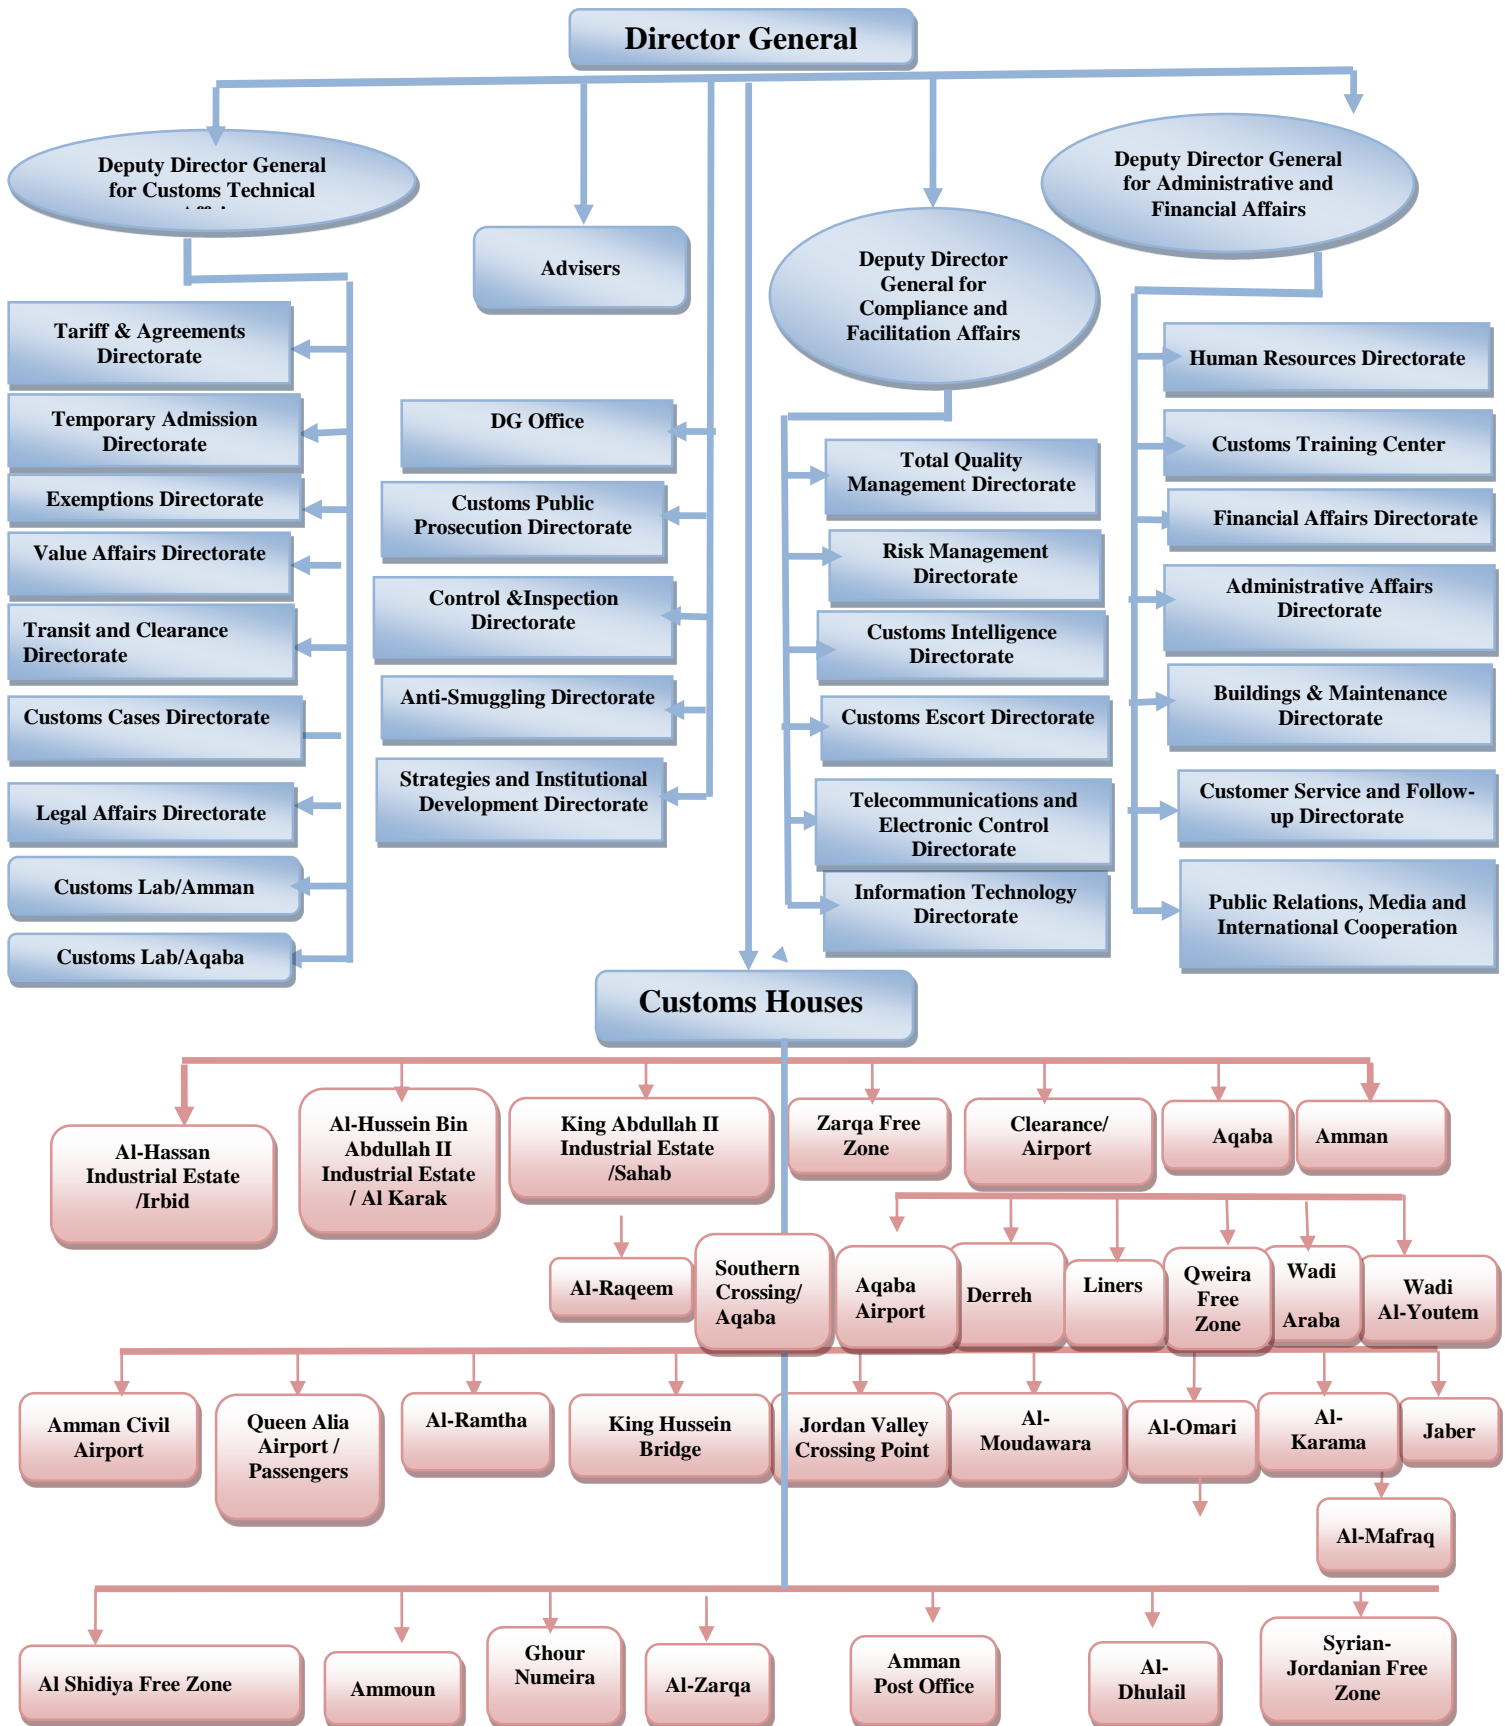 Director General
Deputy Director General
for Customs Technical
Deputy Director General
for Administrative and
Financial Affairs
Advisers
Deputy Director
General for
Compliance and
Facilitation Affairs
Tariff & Agreements
Directorate
Temporary Admission
Directorate
Exemptions Directorate
Value Affairs Directorate
Transit and Clearance
Directorate
Customs Cases Directorate
Legal Affairs Directorate
Customs Lab/Amman
Customs Lab/Aqaba
DG Office
Customs Public
Prosecution Directorate
Control &Inspection
Directorate
Anti-Smuggling Directorate
Strategies and Institutional
Development Directorate
Total Quality
Management Directorate
Risk Management
Directorate
Customs Intelligence
Directorate
Customs Escort Directorate
Telecommunications and
Electronic Control
Directorate
Information Technology
Directorate
Human Resources Directorate
Customs Training Center
Financial Affairs Directorate
Administrative Affairs
Directorate
Buildings & Maintenance
Directorate
Customer Service and Follow-
up Directorate
Public Relations, Media and
International Cooperation
Customs Houses
Al-Hassan
Industrial Estate
/Irbid
Al-Hussein Bin
Abdullah II
Industrial Estate
/ Al Karak
King Abdullah II
Industrial Estate
/Sahab
Zarqa Free
Zone
Clearance/
Airport
Aqaba
Amman
Al-Raqeem
Southern
Crossing/
Aqaba
Aqaba
Airport
Derreh
Liners
Qweira
Free
Zone
Wadi
Araba
Wadi
Al-Youtem
Amman Civil
Airport
Queen Alia
Airport /
Passengers
Al-Ramtha
King Hussein
Bridge
Jordan Valley
Crossing Point
Al-
Moudawara
Al-Omari
Al-
Karama
Jaber
Al-Mafraq
Al Shidiya Free Zone
Ammoun
Ghour
Numeira
Al-Zarqa
Amman
Post Office
Al-
Dhulail
Syrian-
Jordanian Free
Zone